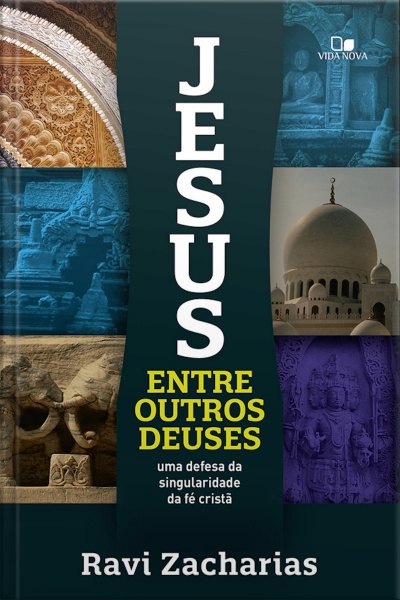 VIDA NOVA
JESUS
ENTRE
OUTROS
DEUSES
uma defesa da
singularidade
da fé cristã
Ravi Zacharias